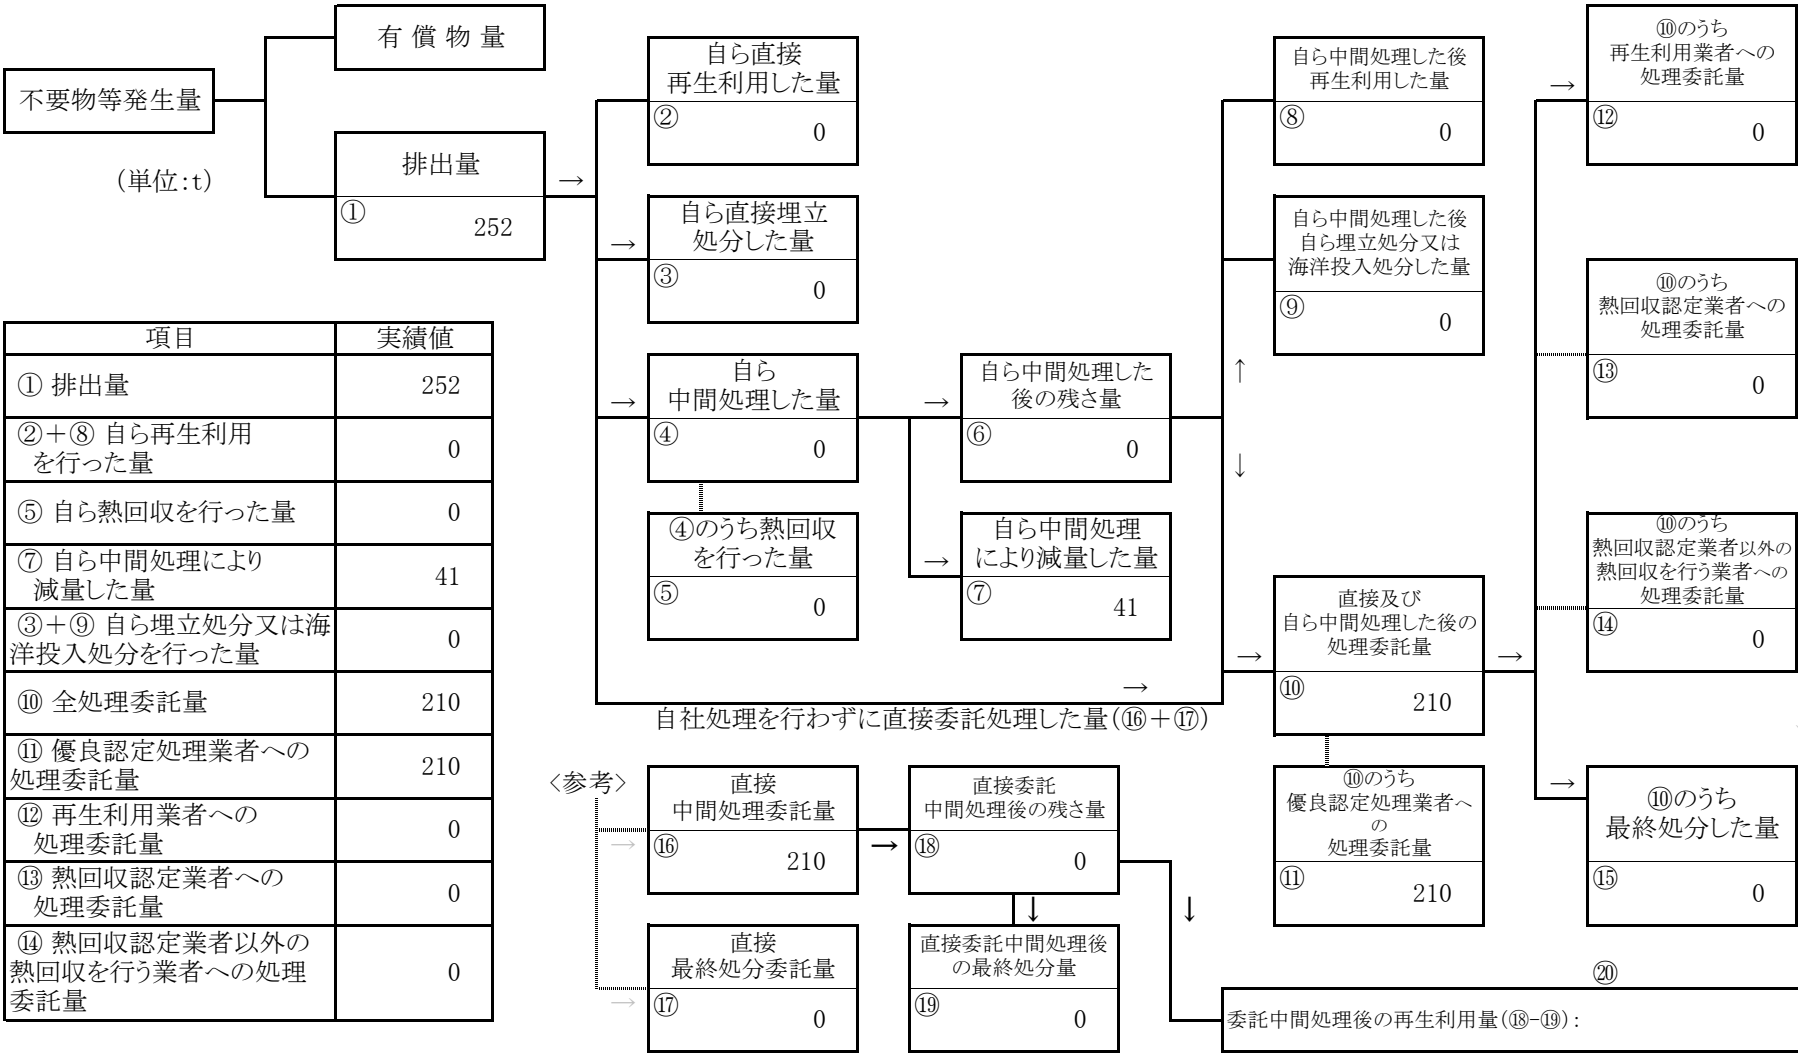 有 償 物 量
不要物等発生量
(単位:t)
排出量
→
①
252
自ら直接
再生利用した量
②
0
→
自ら直接埋立
処分した量
③
0
→
自ら
中間処理した量
④
0
④のうち熱回収
を行った量
⑤
0
→
自ら中間処理した
後の残さ量
⑥
0
→
自ら中間処理
により減量した量
⑦
41
自ら中間処理した後
再生利用した量
⑧
0
自ら中間処理した後
自ら埋立処分又は
海洋投入処分した量
⑨
0
↑
↓
→
直接及び
自ら中間処理した後の
処理委託量
⑩
210
→
⑩のうち
優良認定処理業者へ
の
処理委託量
⑪
210
→
⑩のうち
再生利用業者への
処理委託量
⑫
0
⑩のうち
熱回収認定業者への
処理委託量
⑬
0
⑩のうち
熱回収認定業者以外の
熱回収を行う業者への
処理委託量
⑭
0
→
⑩のうち
最終処分した量
⑮
0
→
自社処理を行わずに直接委託処理した量(⑯+⑰)
<参考>
→
直接
中間処理委託量
⑯
210
→
直接委託
中間処理後の残さ量
⑱
0
→
直接
最終処分委託量
⑰
0
↓
直接委託中間処理後
の最終処分量
⑲
0
↓
⑳
委託中間処理後の再生利用量(⑱-⑲):
項目 実績値
① 排出量 252
②+⑧ 自ら再生利用
を行った量 0
⑤ 自ら熱回収を行った量 0
⑦ 自ら中間処理により
減量した量 41
③+⑨ 自ら埋立処分又は海
洋投入処分を行った量 0
⑩ 全処理委託量 210
⑪ 優良認定処理業者への
処理委託量 210
⑫ 再生利用業者への
処理委託量 0
⑬ 熱回収認定業者への
処理委託量 0
⑭ 熱回収認定業者以外の
熱回収を行う業者への処理
委託量 0